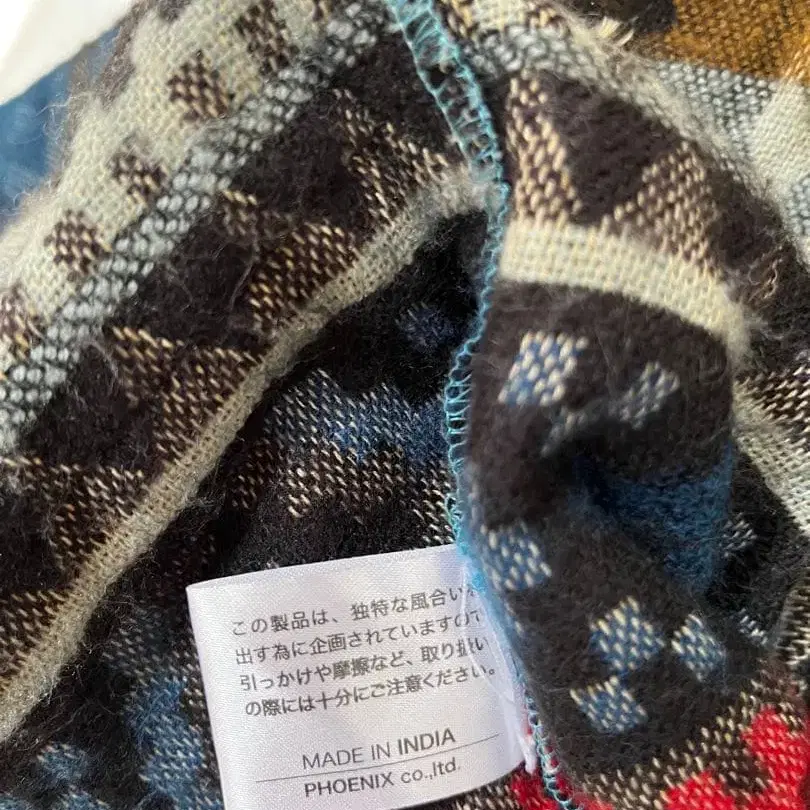 この製品は、独特な風合いを
出す為に企画されていますので
引っかけや摩擦など、取り扱い
の際には十分にご注意ください。
MADE IN INDIA
PHOENIX co.,ltd.